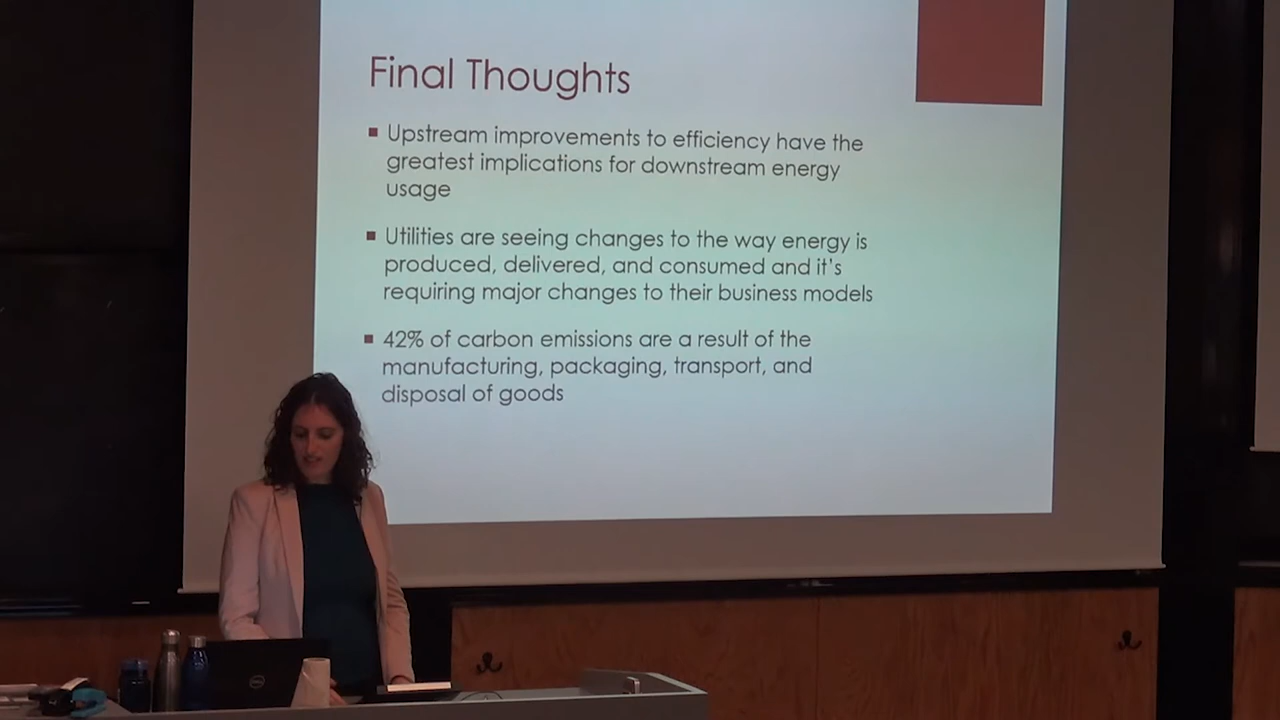 Final Thoughts
Upstream improvements to efficiency have the
greatest implications for downstream energy
usage
Utilities are seeing changes to the way energy is
produced, delivered, and consumed and it's
requiring major changes to their business models
42% of carbon emissions are a result of the
manufacturing, packaging, transport, and
disposal of goods
DELL